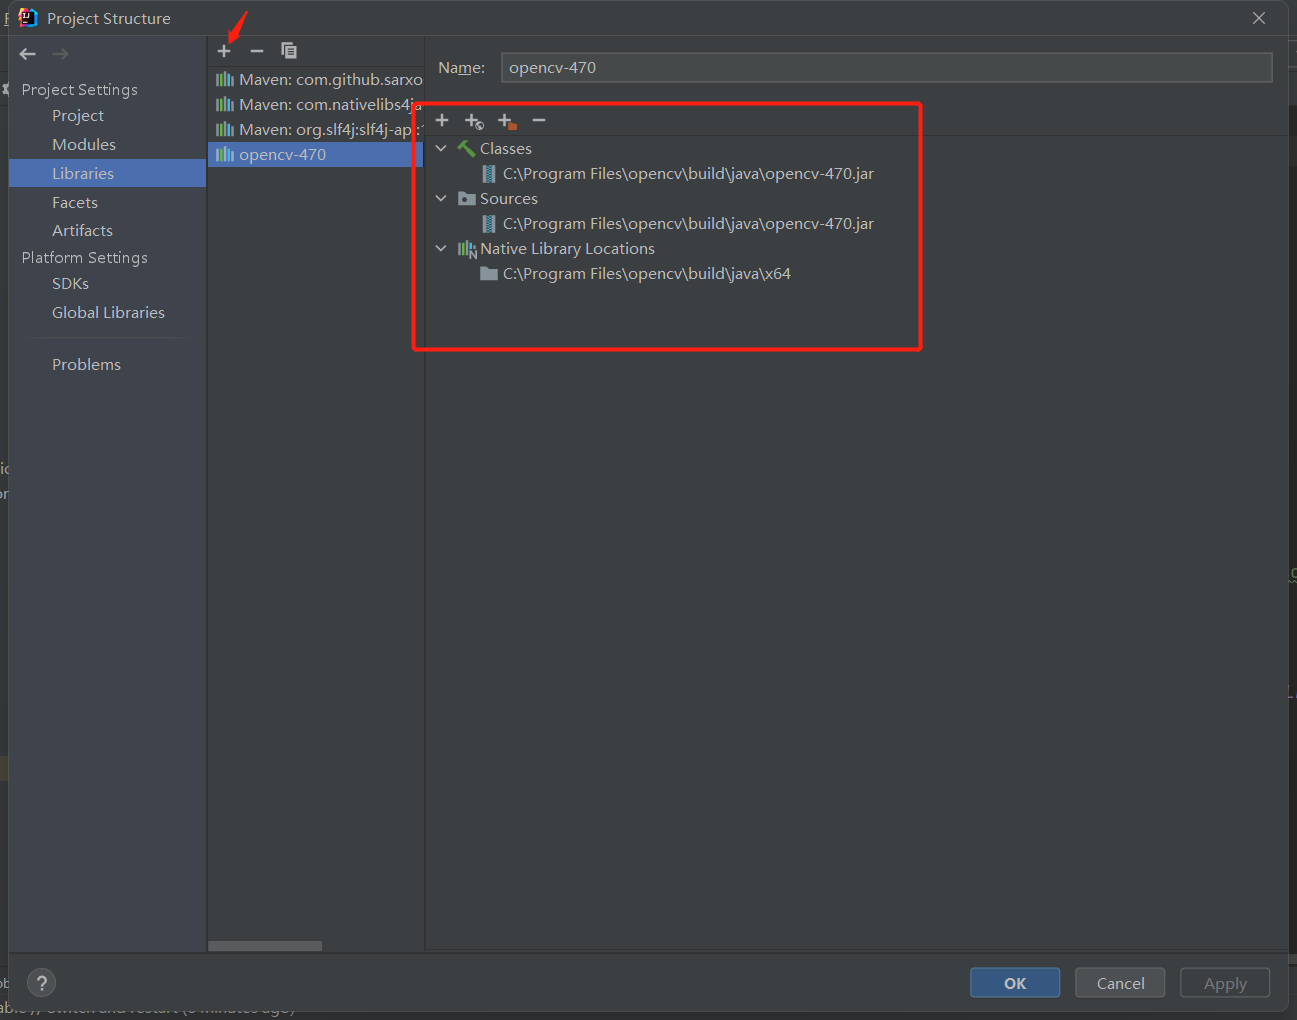 Project Structure
Project Settings
Project
Modules
Libraries
Facets
Artifacts
Platform Settings
SDKs
Global Libraries
Problems
Maven: com.github.sarxo
Maven: com.nativelibs4ja
Maven: org.slf4j:slf4j-api:1
opencv-470
Name: opencv-470
Classes
C:\Program Files\opencv\build\java\opencv-470.jar
Sources
C:\Program Files\opencv\build\java\opencv-470.jar
Native Library Locations
C:\Program Files\opencv\build\java\x64
? OK Cancel Apply